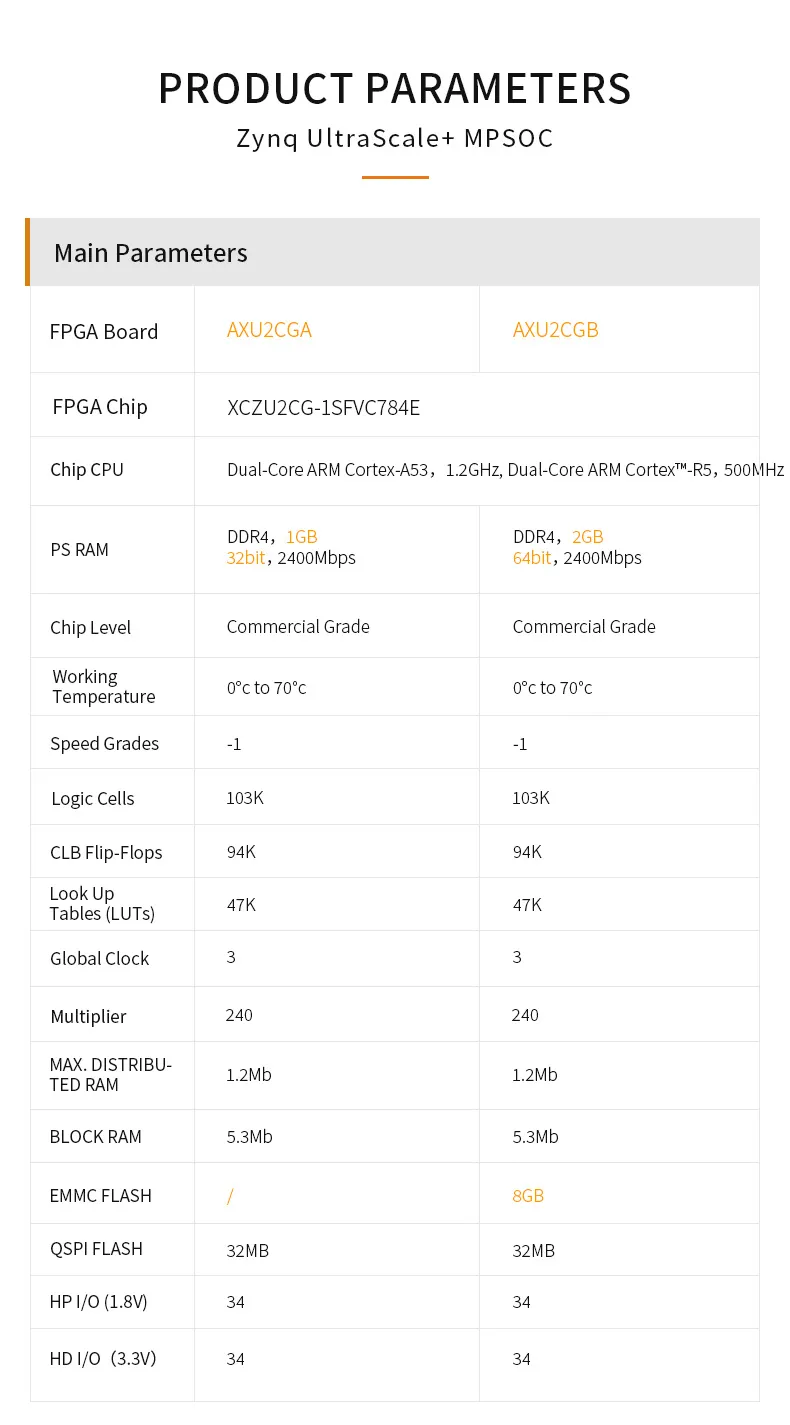 PRODUCT PARAMETERS
Zynq UltraScale+ MPSOC
Main Parameters
FPGA Board AXU2CGA AXU2CGB
FPGA Chip XCZU2CG-1SFVC784E
Chip CPU Dual-Core ARM Cortex-A53，1.2GHz, Dual-Core ARM Cortex™-R5，500MHz
PS RAM DDR4，1GB DDR4，2GB
32bit，2400Mbps 64bit，2400Mbps
Chip Level Commercial Grade Commercial Grade
Working
Temperature 0°c to 70°c 0°c to 70°c
Speed Grades -1 -1
Logic Cells 103K 103K
CLB Flip-Flops 94K 94K
Look Up
Tables (LUTs) 47K 47K
Global Clock 3 3
Multiplier 240 240
MAX. DISTRIBU-
TED RAM 1.2Mb 1.2Mb
BLOCK RAM 5.3Mb 5.3Mb
EMMC FLASH / 8GB
QSPI FLASH 32MB 32MB
HP I/O (1.8V) 34 34
HD I/O（3.3V） 34 34